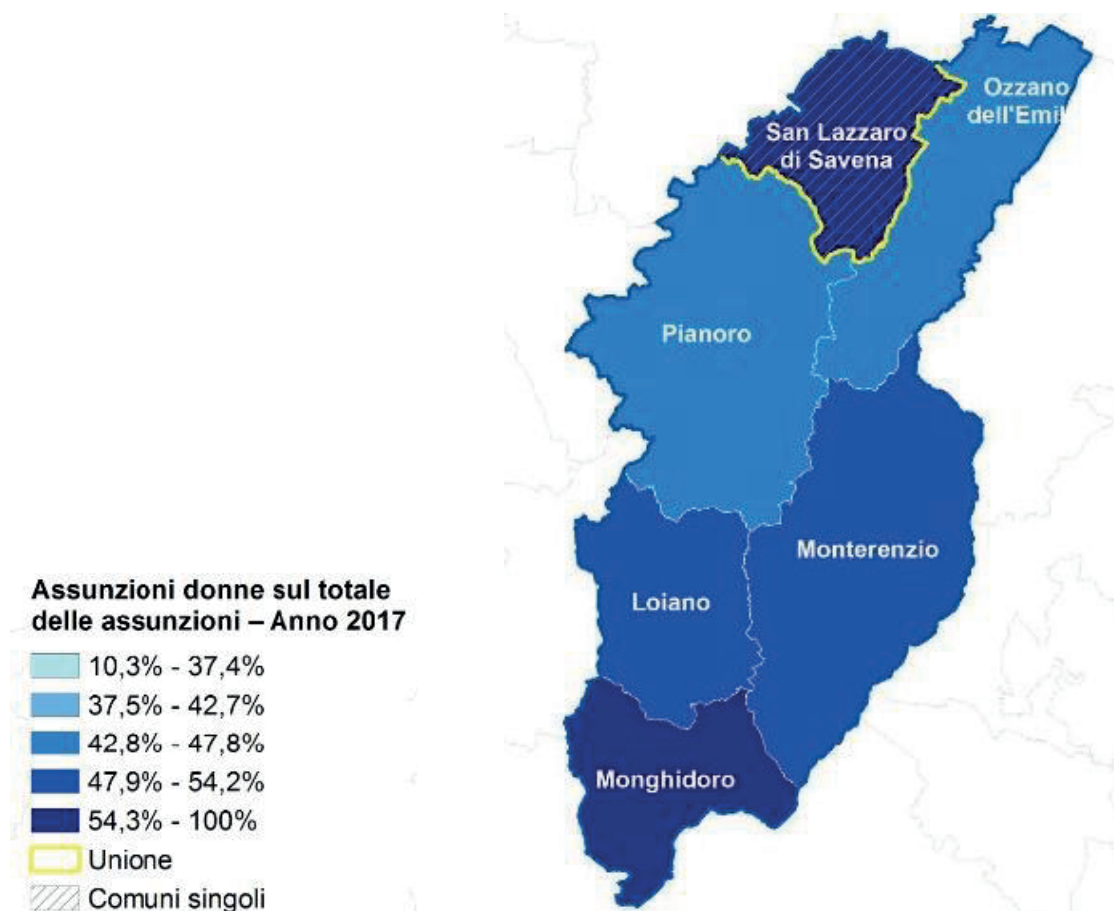 Ozzano
dell'Emil
San Lazzaro
di Savena
Pianoro
Monterenzio
Loiano
Monghidoro
Assunzioni donne sul totale
delle assunzioni – Anno 2017
10,3% - 37,4%
37,5% - 42,7%
42,8% - 47,8%
47,9% - 54,2%
54,3% - 100%
Unione
Comuni singoli